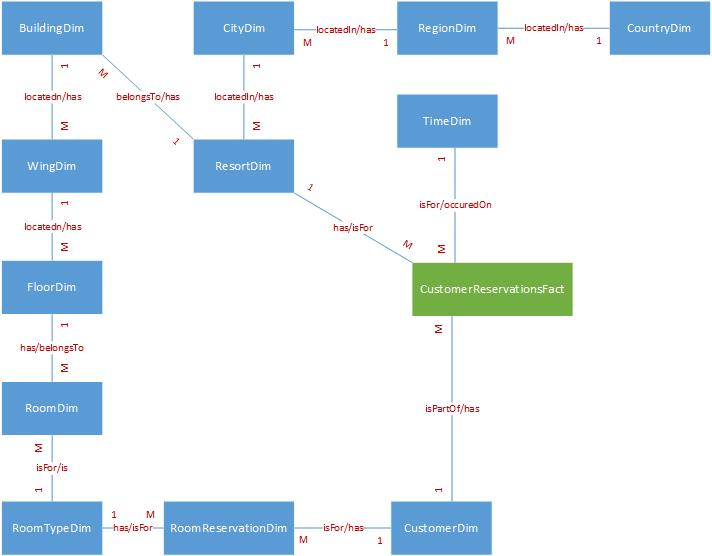 BuildingDim
CityDim
locatedIn/has
M
1
RegionDim
locatedIn/has
M
1
CountryDim
1
M
1
locatedn/has
belongsTo/has
locatedIn/has
TimeDim
M
1
M
1
WingDim
ResortDim
1
1
isFor/occuredOn
locatedn/has
has/isFor
M
M
M
FloorDim
CustomerReservationsFact
1
M
has/belongsTo
M
RoomDim
isPartOf/has
M
isFor/is
1
1
RoomTypeDim
1
M
has/isFor
RoomReservationDim
isFor/has
M
1
CustomerDim